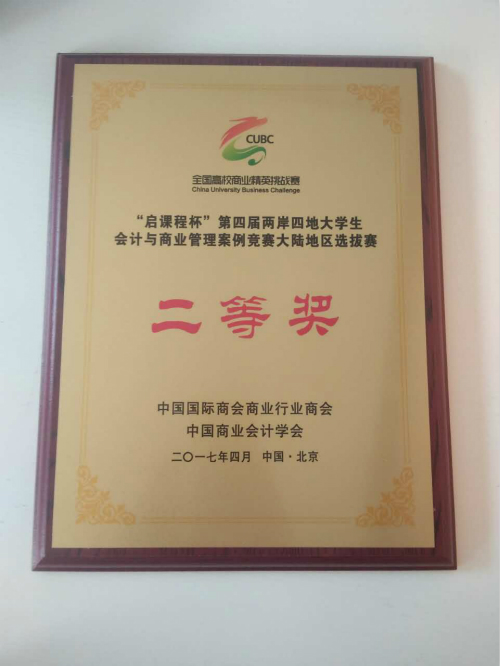 CUBC
全国高校商业精英挑战赛
China University Business Challenge
“启课程杯”第四届两岸四地大学生
会计与商业管理案例竞赛大陆地区选拔赛
二等奖
中国国际商会商业行业商会
中国商业会计学会
二〇一七年四月 中国·北京